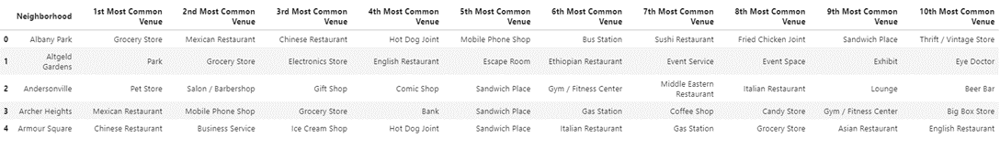 Neighborhood 1st Most Common Venue 2nd Most Common Venue 3rd Most Common Venue 4th Most Common Venue 5th Most Common Venue 6th Most Common Venue 7th Most Common Venue 8th Most Common Venue 9th Most Common Venue 10th Most Common Venue
0 Albany Park Grocery Store Mexican Restaurant Chinese Restaurant Hot Dog Joint Mobile Phone Shop Bus Station Sushi Restaurant Fried Chicken Joint Sandwich Place Thrift / Vintage Store
1 Altgeld Gardens Park Grocery Store Electronics Store English Restaurant Escape Room Ethiopian Restaurant Event Service Event Space Exhibit Eye Doctor
2 Andersonville Pet Store Salon / Barbershop Gift Shop Comic Shop Sandwich Place Gym / Fitness Center Middle Eastern Restaurant Italian Restaurant Lounge Beer Bar
3 Archer Heights Mexican Restaurant Mobile Phone Shop Grocery Store Bank Sandwich Place Gas Station Coffee Shop Candy Store Gym / Fitness Center Big Box Store
4 Armour Square Chinese Restaurant Business Service Ice Cream Shop Hot Dog Joint Sandwich Place Italian Restaurant Gas Station Grocery Store Asian Restaurant English Restaurant